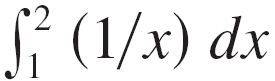 ∫₁² (1/x) dx